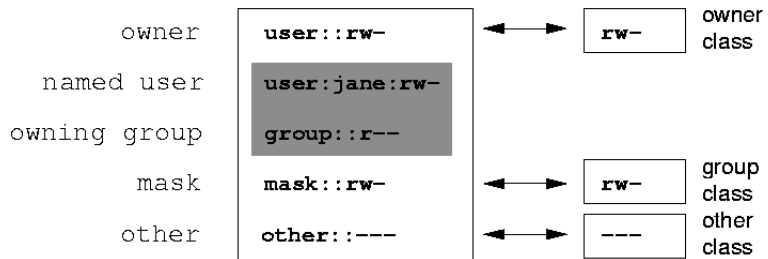 owner user::rw- rw- owner class
named user user:jane:rw-
owning group group::r--
mask mask::rw- rw- group class
other other::--- --- other class